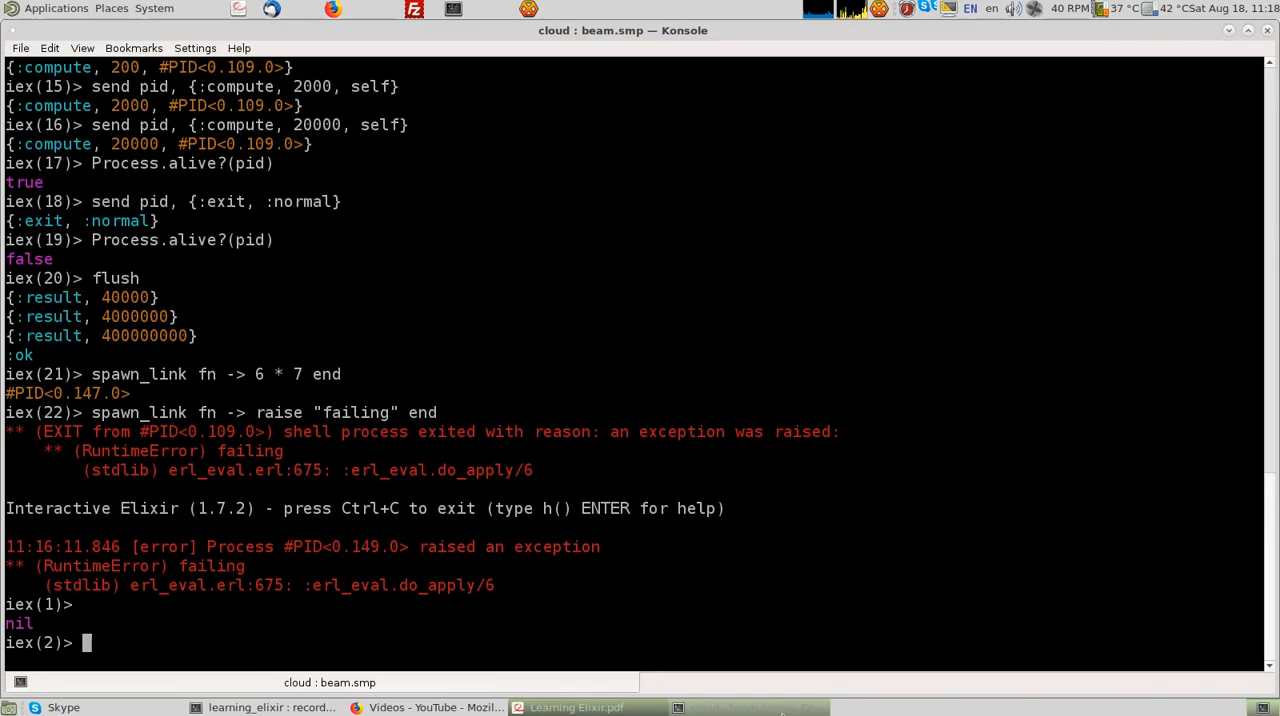 Applications Places System
EN en 40 RPM 37 °C 42 °C Sat Aug 18, 11:18
cloud : beam.smp — Konsole
File Edit View Bookmarks Settings Help
{:compute, 200, #PID<0.109.0>}
iex(15)> send pid, {:compute, 2000, self}
{:compute, 2000, #PID<0.109.0>}
iex(16)> send pid, {:compute, 20000, self}
{:compute, 20000, #PID<0.109.0>}
iex(17)> Process.alive?(pid)
true
iex(18)> send pid, {:exit, :normal}
{:exit, :normal}
iex(19)> Process.alive?(pid)
false
iex(20)> flush
{:result, 40000}
{:result, 4000000}
{:result, 400000000}
:ok
iex(21)> spawn_link fn -> 6 * 7 end
#PID<0.147.0>
iex(22)> spawn_link fn -> raise "failing" end
** (EXIT from #PID<0.109.0>) shell process exited with reason: an exception was raised:
    ** (RuntimeError) failing
        (stdlib) erl_eval.erl:675: :erl_eval.do_apply/6
Interactive Elixir (1.7.2) - press Ctrl+C to exit (type h() ENTER for help)
11:16:11.846 [error] Process #PID<0.149.0> raised an exception
** (RuntimeError) failing
    (stdlib) erl_eval.erl:675: :erl_eval.do_apply/6
iex(1)>
nil
iex(2)>
cloud : beam.smp
Skype learning_elixir : record... Videos - YouTube - Mozil... Learning Elixir.pdf